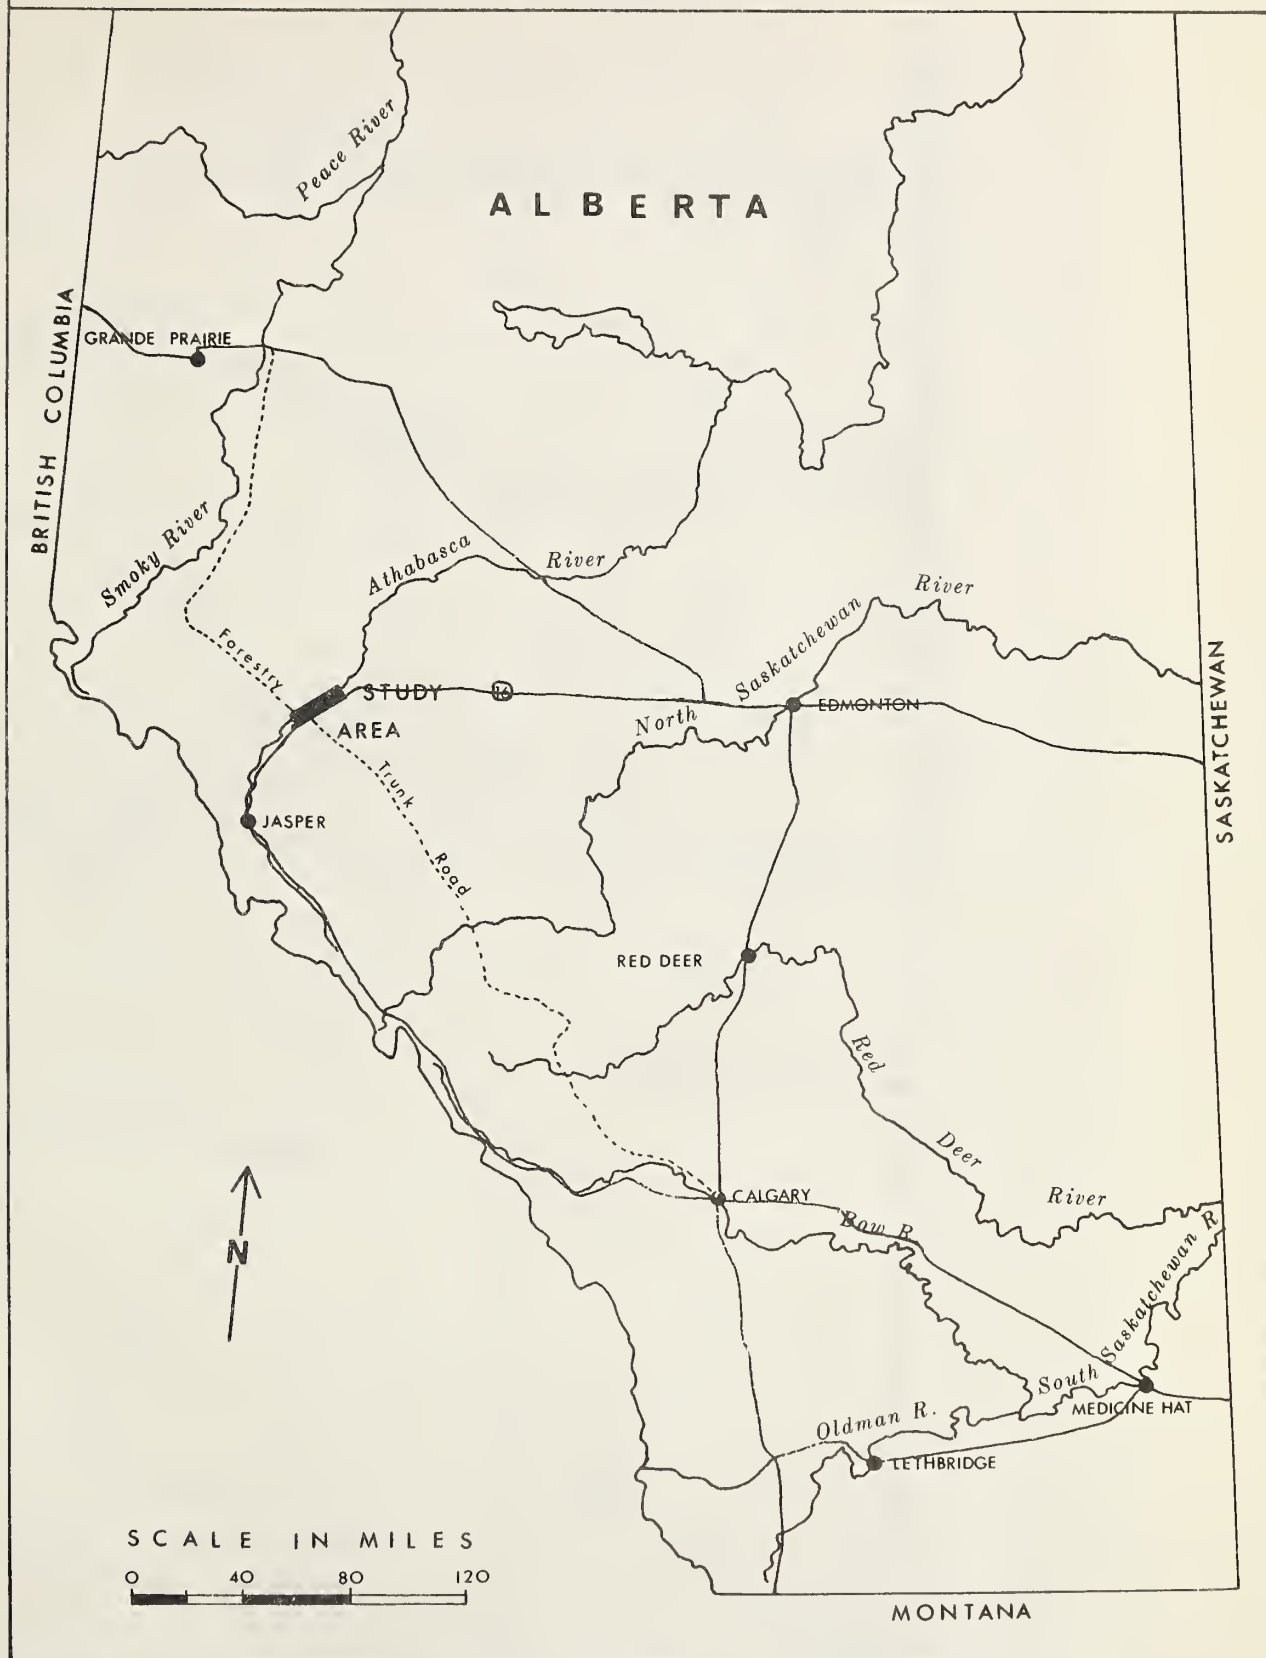 Peace River
ALBERTA
BRITISH COLUMBIA
GRANDE PRAIRIE
Smoky River
Athabasca River
Forestry Trunk Road
STUDY
AREA
16
North Saskatchewan River
EDMONTON
SASKATCHEWAN
JASPER
RED DEER
Red Deer River
CALGARY
Bow R.
N
South Saskatchewan R
MEDICINE HAT
Oldman R.
LETHBRIDGE
SCALE IN MILES
0 40 80 120
MONTANA